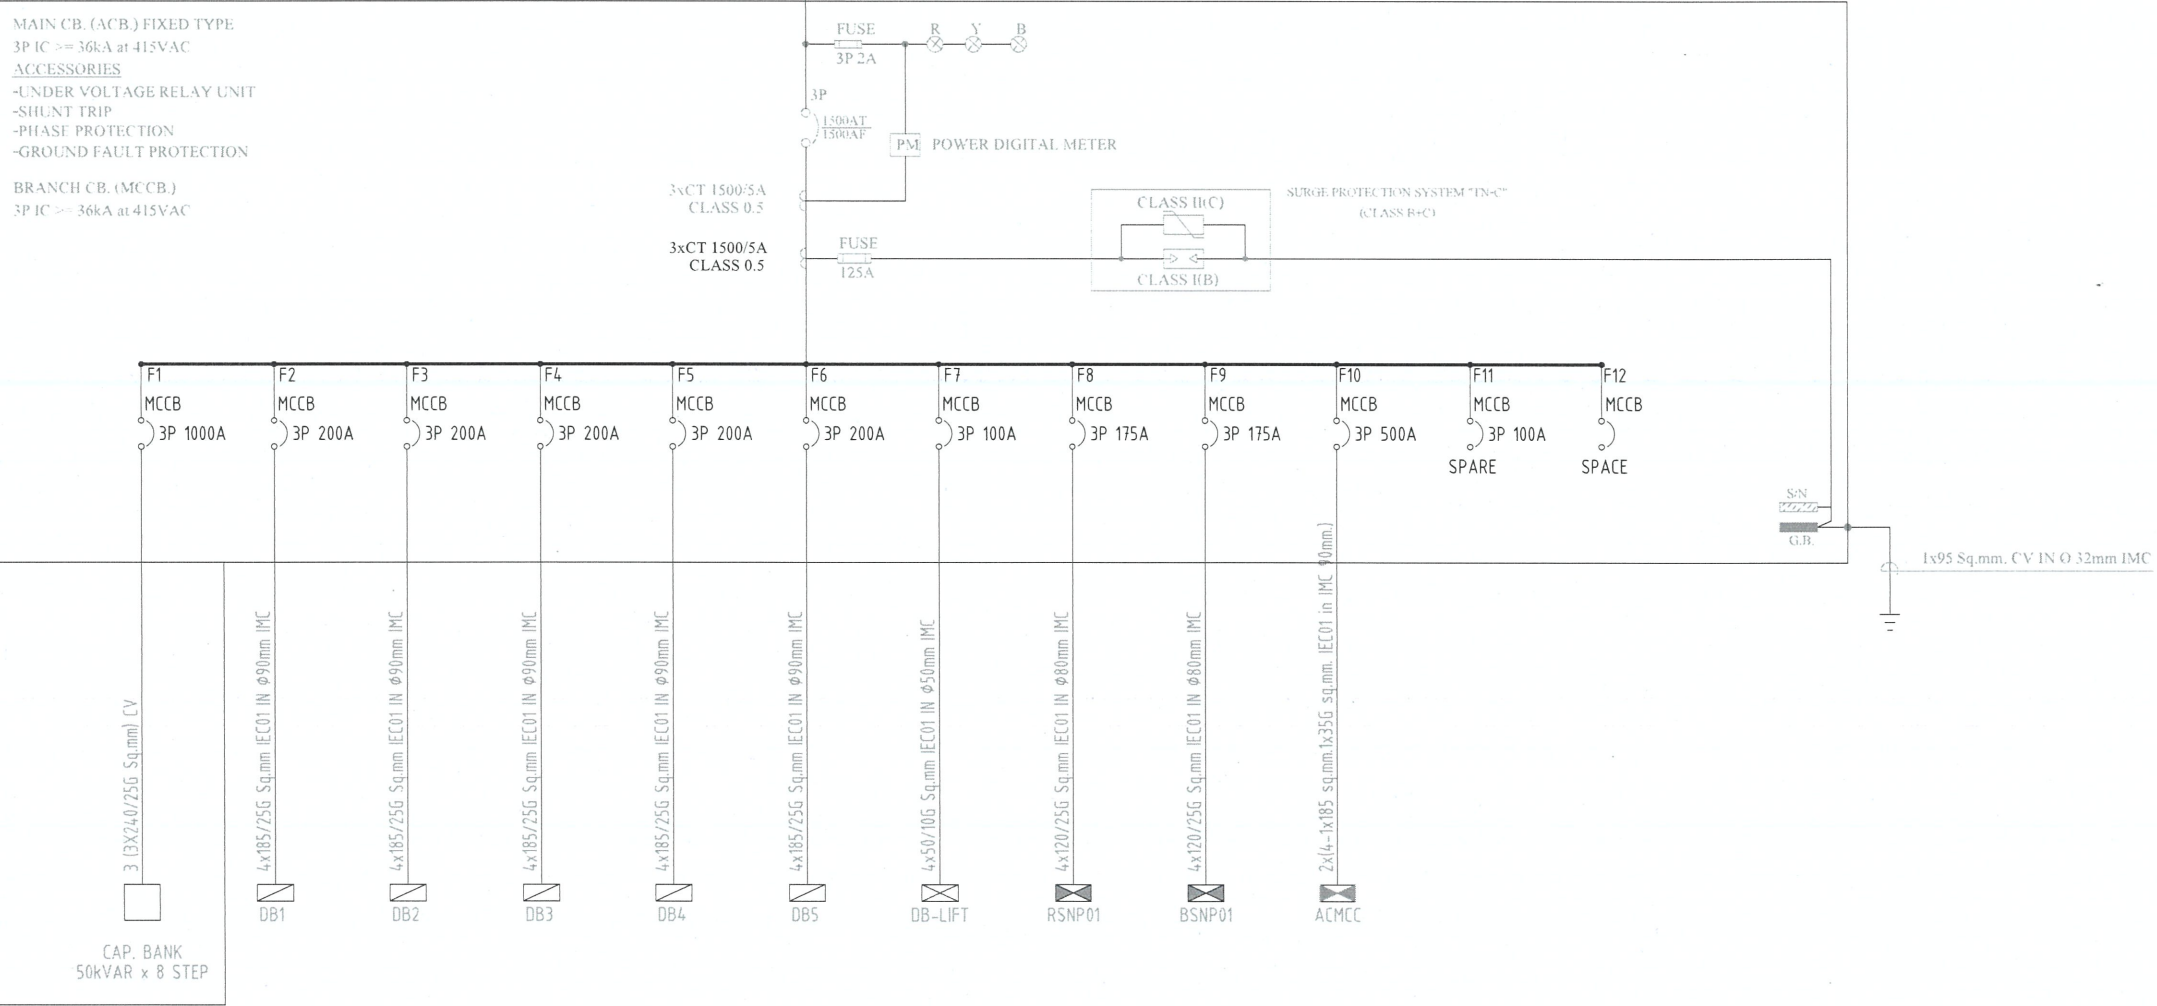 MAIN CB. (ACB.) FIXED TYPE
3P IC >= 36kA at 415VAC
ACCESSORIES
-UNDER VOLTAGE RELAY UNIT
-SHUNT TRIP
-PHASE PROTECTION
-GROUND FAULT PROTECTION
BRANCH CB. (MCCB.)
3P IC >= 36kA at 415VAC
FUSE
3P 2A
R Y B
3P
1500AT
1500AF
PM POWER DIGITAL METER
3xCT 1500/5A
CLASS 0.5
3xCT 1500/5A
CLASS 0.5
FUSE
125A
CLASS II(C)
CLASS I(B)
SURGE PROTECTION SYSTEM "TN-C"
(CLASS B+C)
F1 F2 F3 F4 F5 F6 F7 F8 F9 F10 F11 F12
MCCB MCCB MCCB MCCB MCCB MCCB MCCB MCCB MCCB MCCB MCCB MCCB
3P 1000A 3P 200A 3P 200A 3P 200A 3P 200A 3P 200A 3P 100A 3P 175A 3P 175A 3P 500A 3P 100A
SPARE SPACE
S/N
G.B.
1x95 Sq.mm. CV IN Ø 32mm IMC
3 (3X240/25G Sq.mm) CV
4x185/25G Sq.mm IEC01 IN Ø90mm IMC
4x185/25G Sq.mm IEC01 IN Ø90mm IMC
4x185/25G Sq.mm IEC01 IN Ø90mm IMC
4x185/25G Sq.mm IEC01 IN Ø90mm IMC
4x185/25G Sq.mm IEC01 IN Ø90mm IMC
4x50/10G Sq.mm IEC01 IN Ø50mm IMC
4x120/25G Sq.mm IEC01 IN Ø80mm IMC
4x120/25G Sq.mm IEC01 IN Ø80mm IMC
2x(4-1x185 sq.mm.1x35G sq.mm. IEC01 in IMC 90mm.)
DB1 DB2 DB3 DB4 DB5 DB-LIFT RSNP01 BSNP01 ACMCC
CAP. BANK
50kVAR x 8 STEP